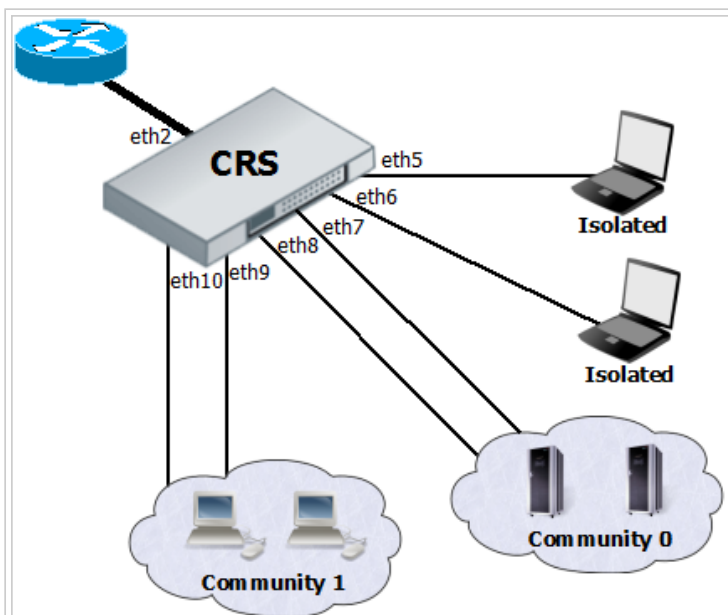 eth2
CRS
eth5
eth6
eth7
eth8
eth9
eth10
Isolated
Isolated
Community 0
Community 1